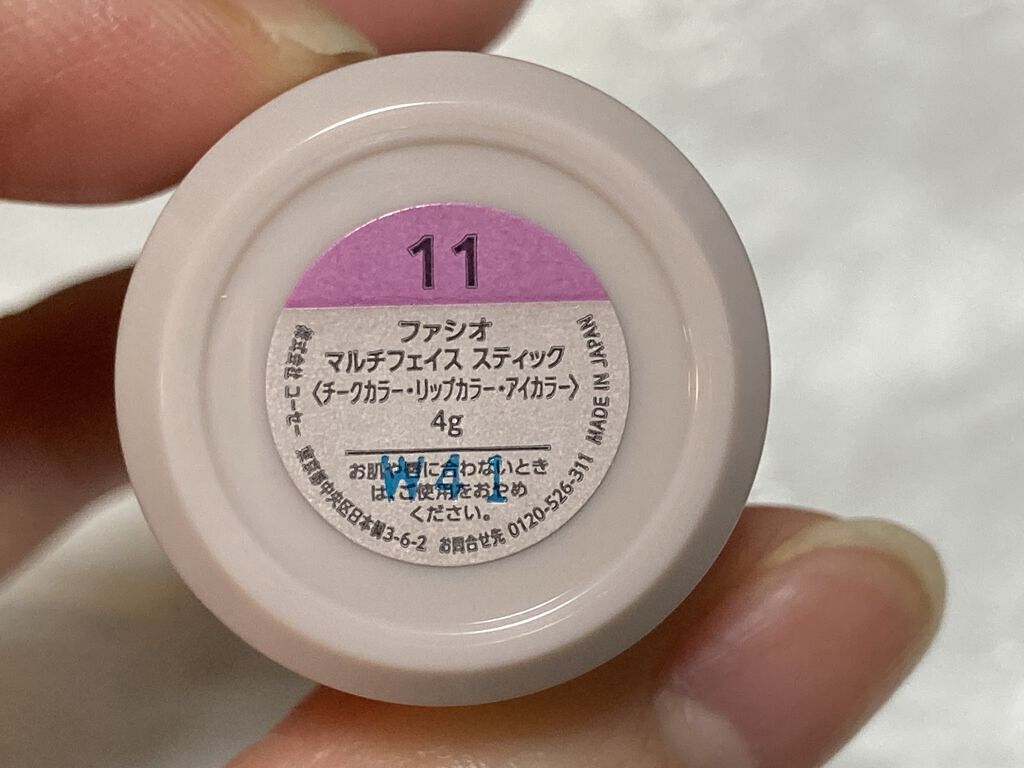 11
ファシオ
マルチフェイス スティック
〈チークカラー・リップカラー・アイカラー〉
4g
お肌や唇に合わないとき
は、ご使用をおやめ
ください。
W41
株式会社 コーセー 東京都中央区日本橋3-6-2 お問合せ先 0120-526-311 MADE IN JAPAN